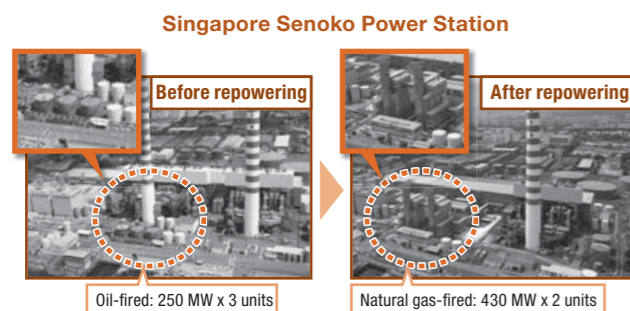 Singapore Senoko Power Station
Before repowering
After repowering
Oil-fired: 250 MW x 3 units
Natural gas-fired: 430 MW x 2 units